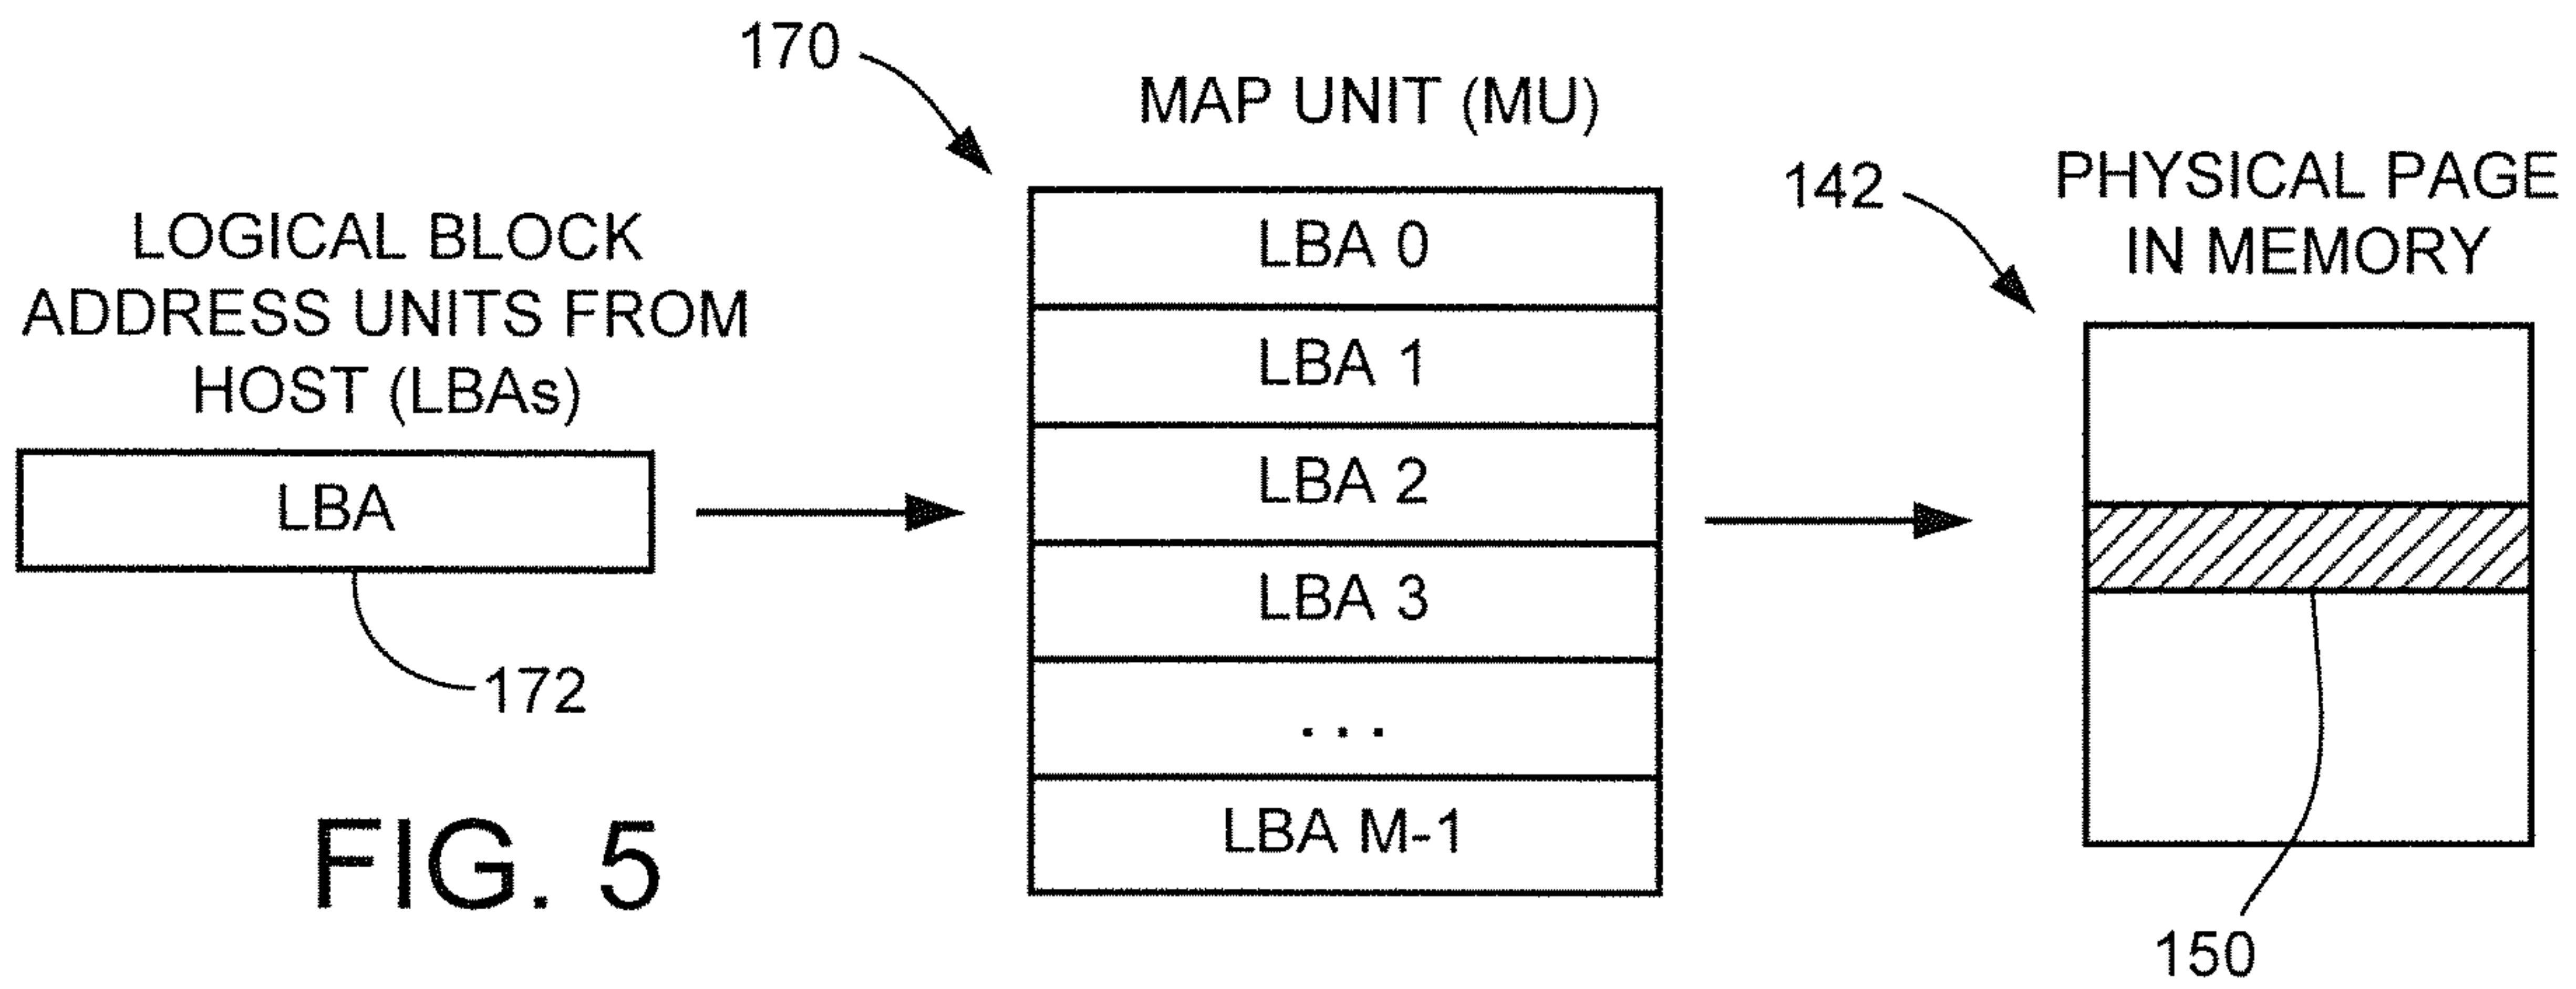 170
MAP UNIT (MU)
142
PHYSICAL PAGE
IN MEMORY
LOGICAL BLOCK
ADDRESS UNITS FROM
HOST (LBAs)
LBA
172
LBA 0
LBA 1
LBA 2
LBA 3
...
LBA M-1
150
FIG. 5